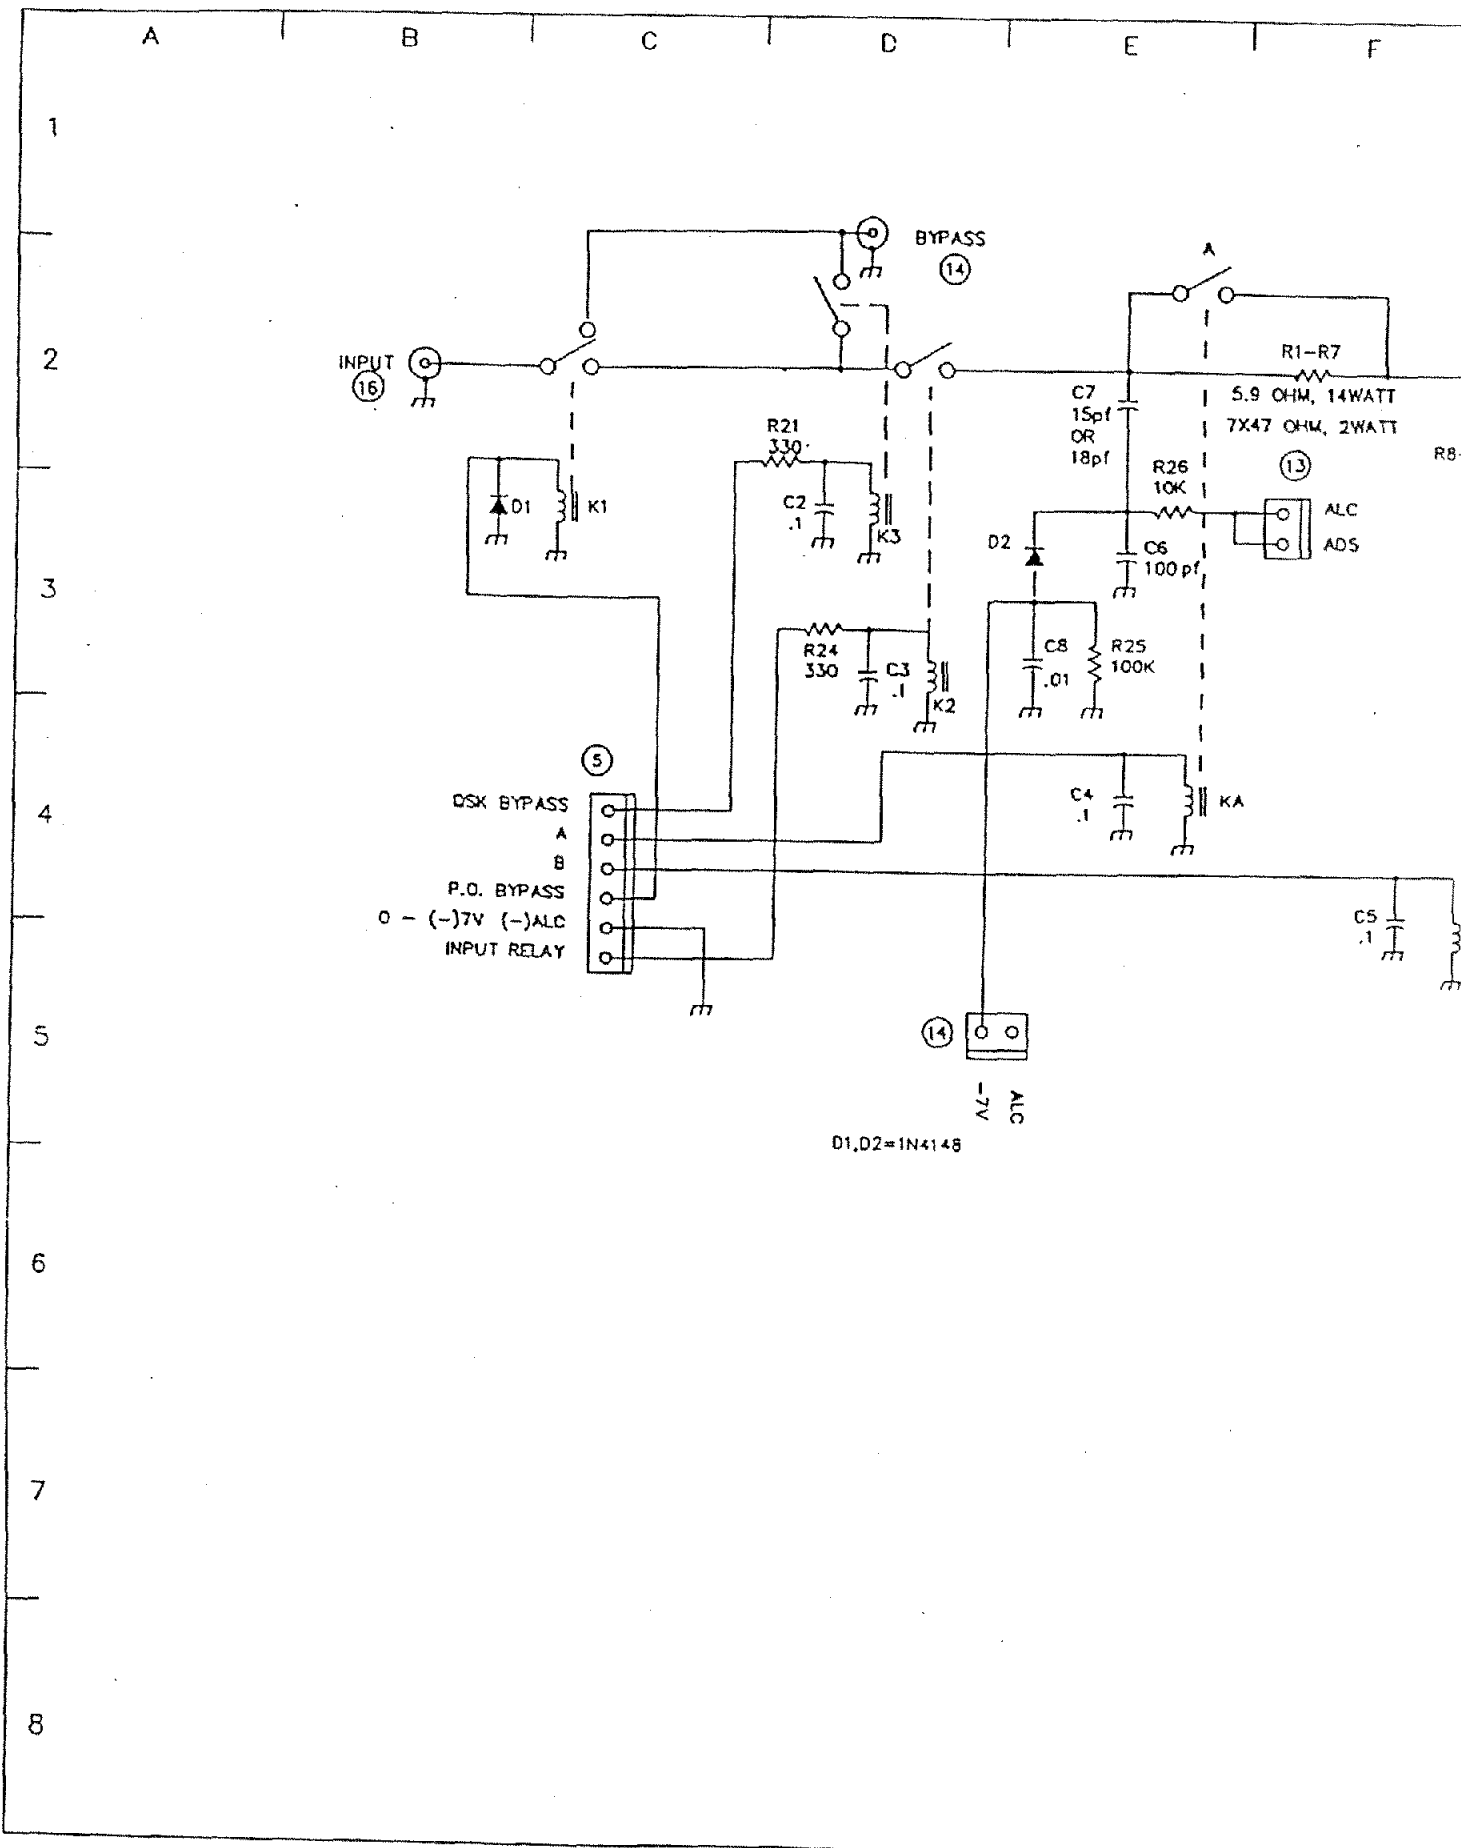 A B C D E F
1
BYPASS
14
A
2
INPUT
16
R1-R7
5.9 OHM, 14WATT
7X47 OHM, 2WATT
13
C7
15pf
OR
18pf
R8-
R21
330
R26
10K
D1
K1
C2
.1
K3
ALC
ADS
D2
C6
100pf
3
R24
330
C3
.1
K2
C8
.01
R25
100K
5
QSK BYPASS
A
B
P.O. BYPASS
0 - (-)7V (-)ALC
INPUT RELAY
4
C4
.1
KA
C5
.1
5
14
-7V
ALC
D1,D2=1N4148
6
7
8